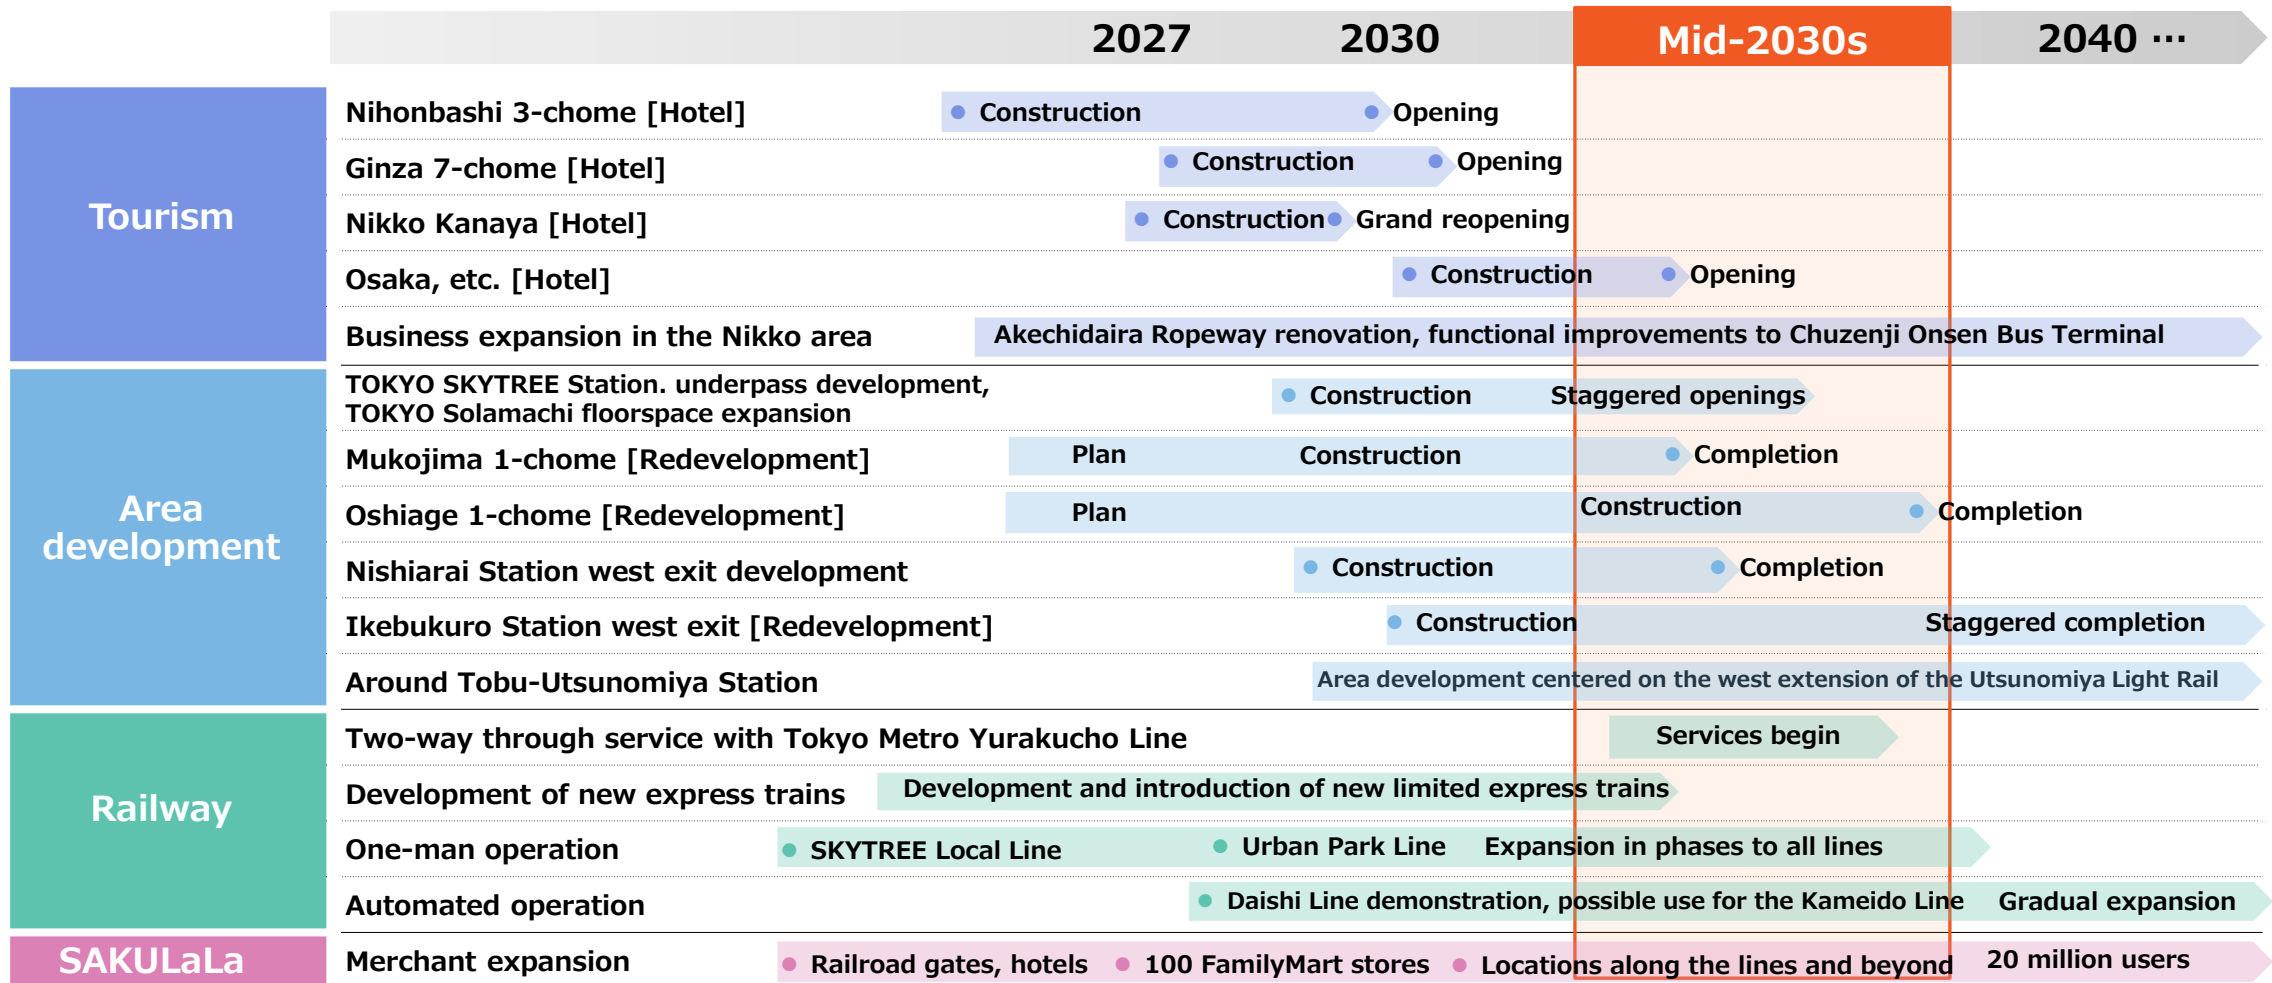 2027 2030 Mid-2030s 2040 ···
Tourism
Nihonbashi 3-chome [Hotel] Construction Opening
Ginza 7-chome [Hotel] Construction Opening
Nikko Kanaya [Hotel] Construction Grand reopening
Osaka, etc. [Hotel] Construction Opening
Business expansion in the Nikko area Akechidaira Ropeway renovation, functional improvements to Chuzenji Onsen Bus Terminal
Area
development
TOKYO SKYTREE Station. underpass development,
TOKYO Solamachi floorspace expansion
Construction Staggered openings
Mukojima 1-chome [Redevelopment] Plan Construction Completion
Oshiage 1-chome [Redevelopment] Plan Construction Completion
Nishiarai Station west exit development Construction Completion
Ikebukuro Station west exit [Redevelopment] Construction Staggered completion
Around Tobu-Utsunomiya Station Area development centered on the west extension of the Utsunomiya Light Rail
Railway
Two-way through service with Tokyo Metro Yurakucho Line Services begin
Development of new express trains Development and introduction of new limited express trains
One-man operation SKYTREE Local Line Urban Park Line Expansion in phases to all lines
Automated operation Daishi Line demonstration, possible use for the Kameido Line Gradual expansion
SAKULaLa
Merchant expansion Railroad gates, hotels 100 FamilyMart stores Locations along the lines and beyond 20 million users